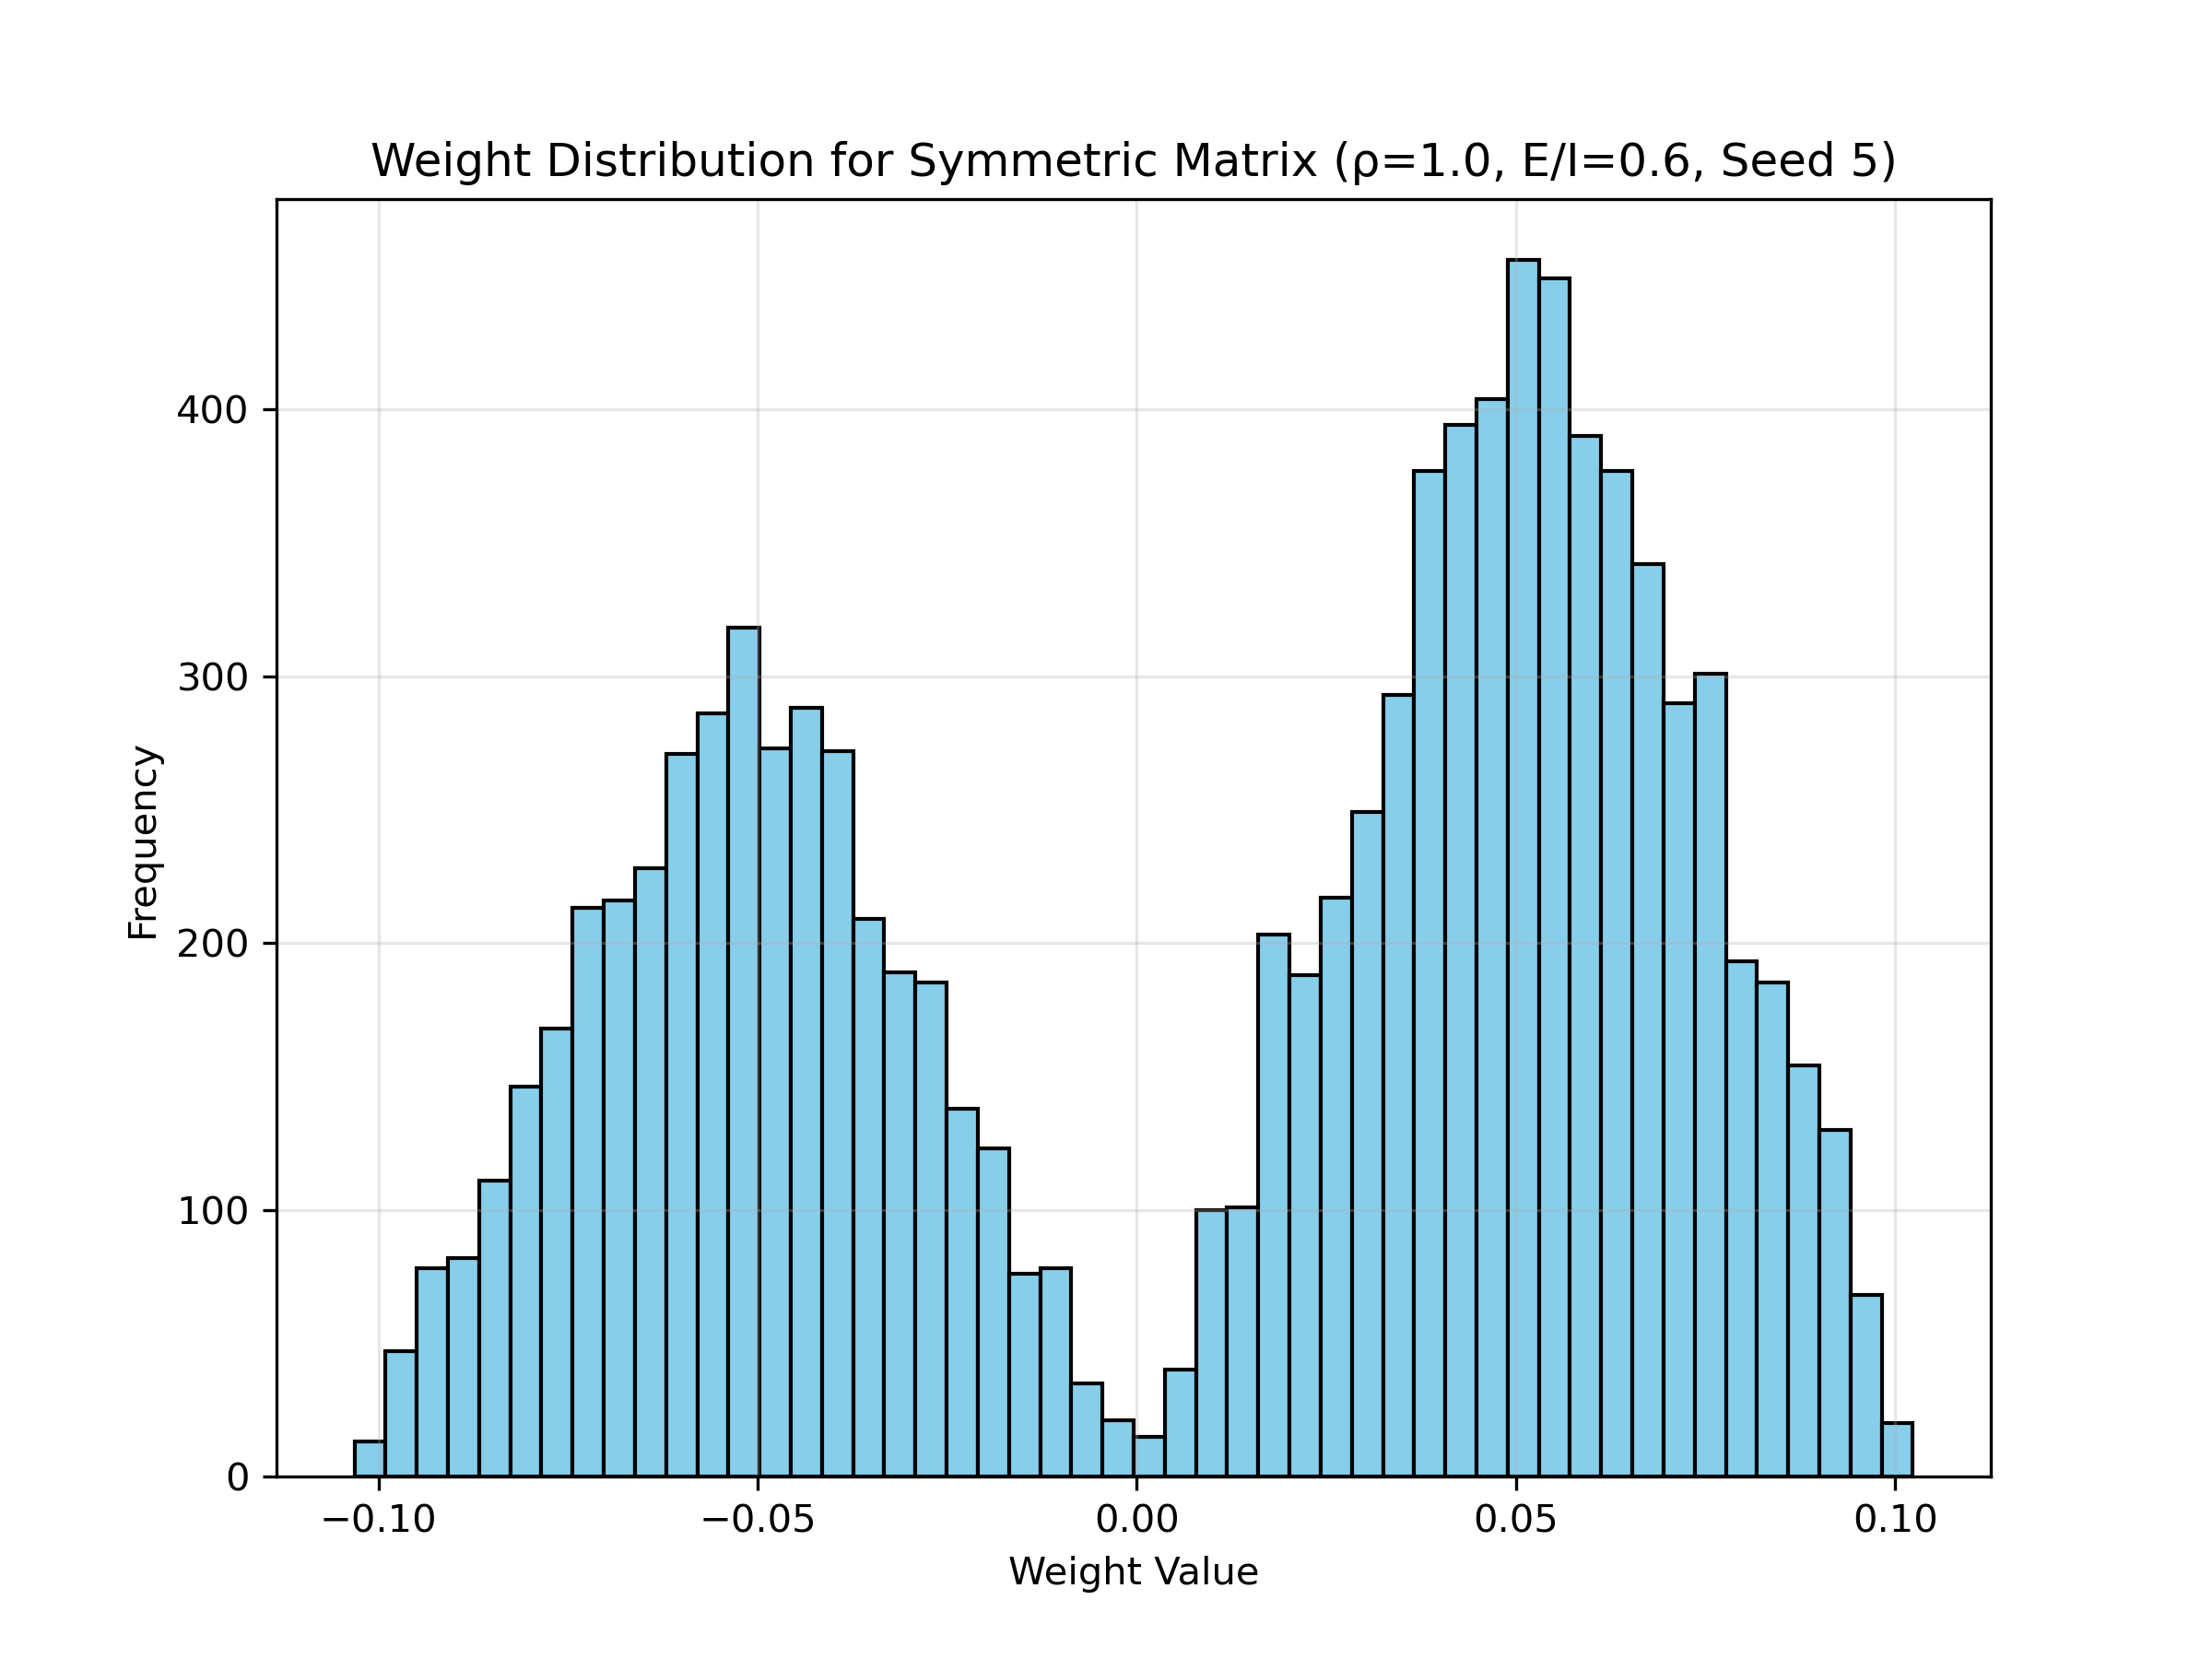 Weight Distribution for Symmetric Matrix (ρ=1.0, E/I=0.6, Seed 5)
400
300
200
100
0
Frequency
−0.10 −0.05 0.00 0.05 0.10
Weight Value